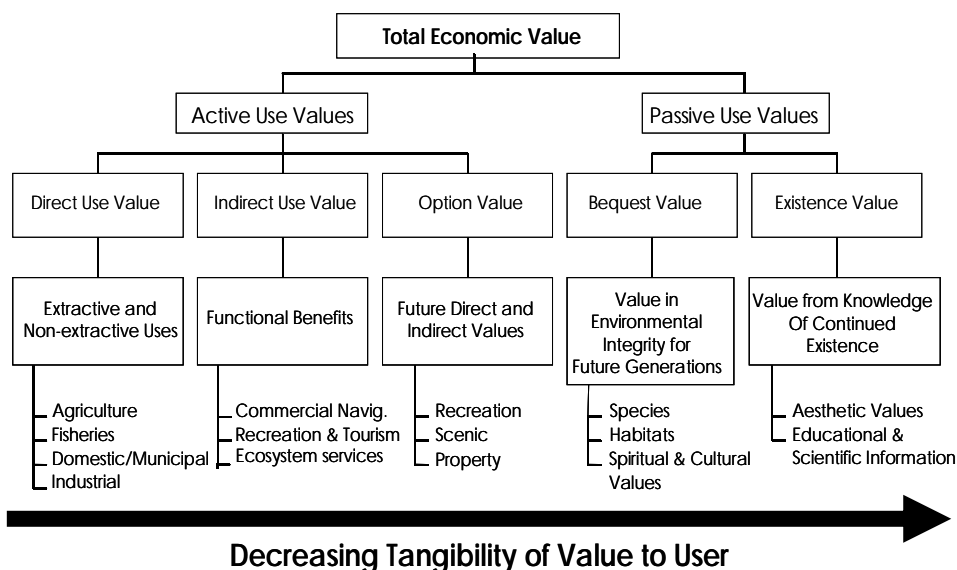 Total Economic Value
Active Use Values
Passive Use Values
Direct Use Value
Indirect Use Value
Option Value
Bequest Value
Existence Value
Extractive and
Non-extractive Uses
Functional Benefits
Future Direct and
Indirect Values
Value in
Environmental
Integrity for
Future Generations
Value from Knowledge
Of Continued
Existence
Agriculture
Fisheries
Domestic/Municipal
Industrial
Commercial Navig.
Recreation & Tourism
Ecosystem services
Recreation
Scenic
Property
Species
Habitats
Spiritual & Cultural
Values
Aesthetic Values
Educational &
Scientific Information
Decreasing Tangibility of Value to User